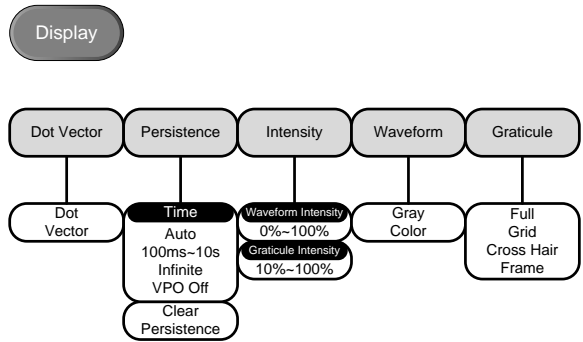 Display
Dot Vector
Persistence
Intensity
Waveform
Graticule
Dot
Vector
Time
Auto
100ms~10s
Infinite
VPO Off
Clear
Persistence
Waveform Intensity
0%~100%
Graticule Intensity
10%~100%
Gray
Color
Full
Grid
Cross Hair
Frame